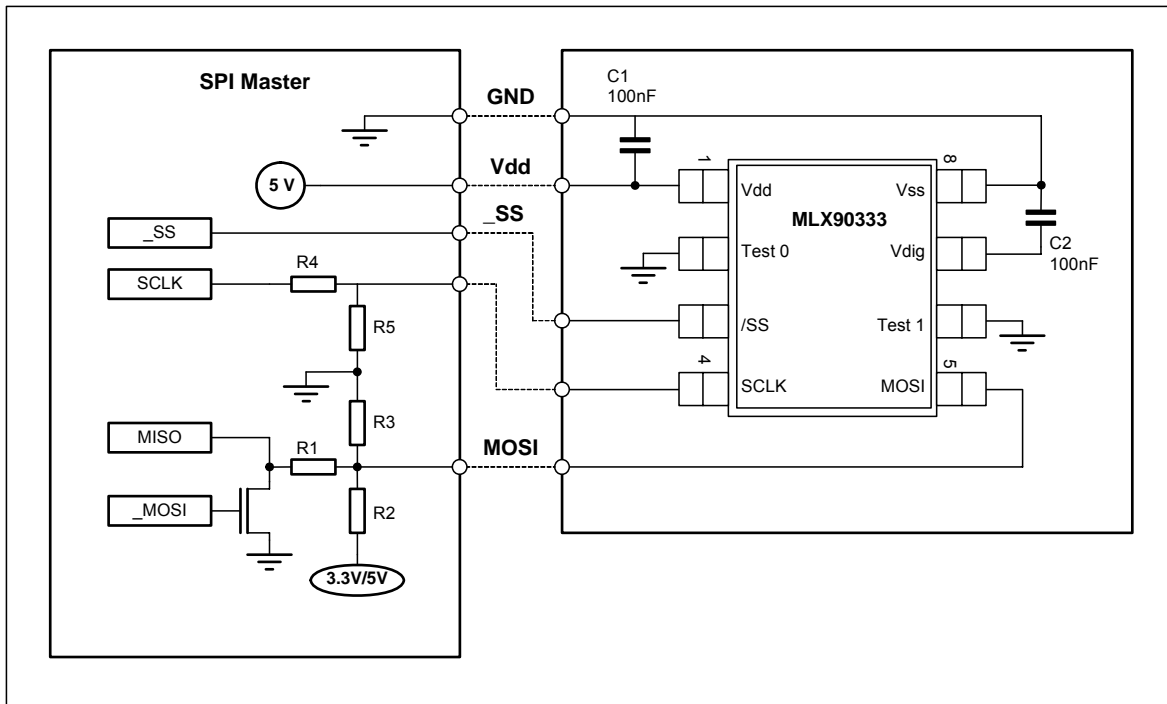 SPI Master
GND
C1
100nF
Vdd
5 V
_SS
_SS
SCLK
R4
R5
R3
MISO
R1
MOSI
_MOSI
R2
3.3V/5V
1
8
Vdd
Vss
MLX90333
Test 0
Vdig
C2
100nF
/SS
Test 1
4
5
SCLK
MOSI